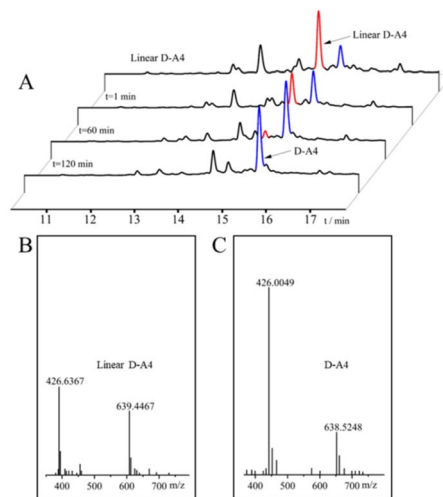 Linear D-A4
Linear D-A4
A
t=1 min
t=60 min
D-A4
t=120 min
11 12 13 14 15 16 17 t / min
B
C
426.0049
Linear D-A4
D-A4
426.6367
639.4467
638.5248
400 500 600 700 m/z
400 500 600 700 m/z